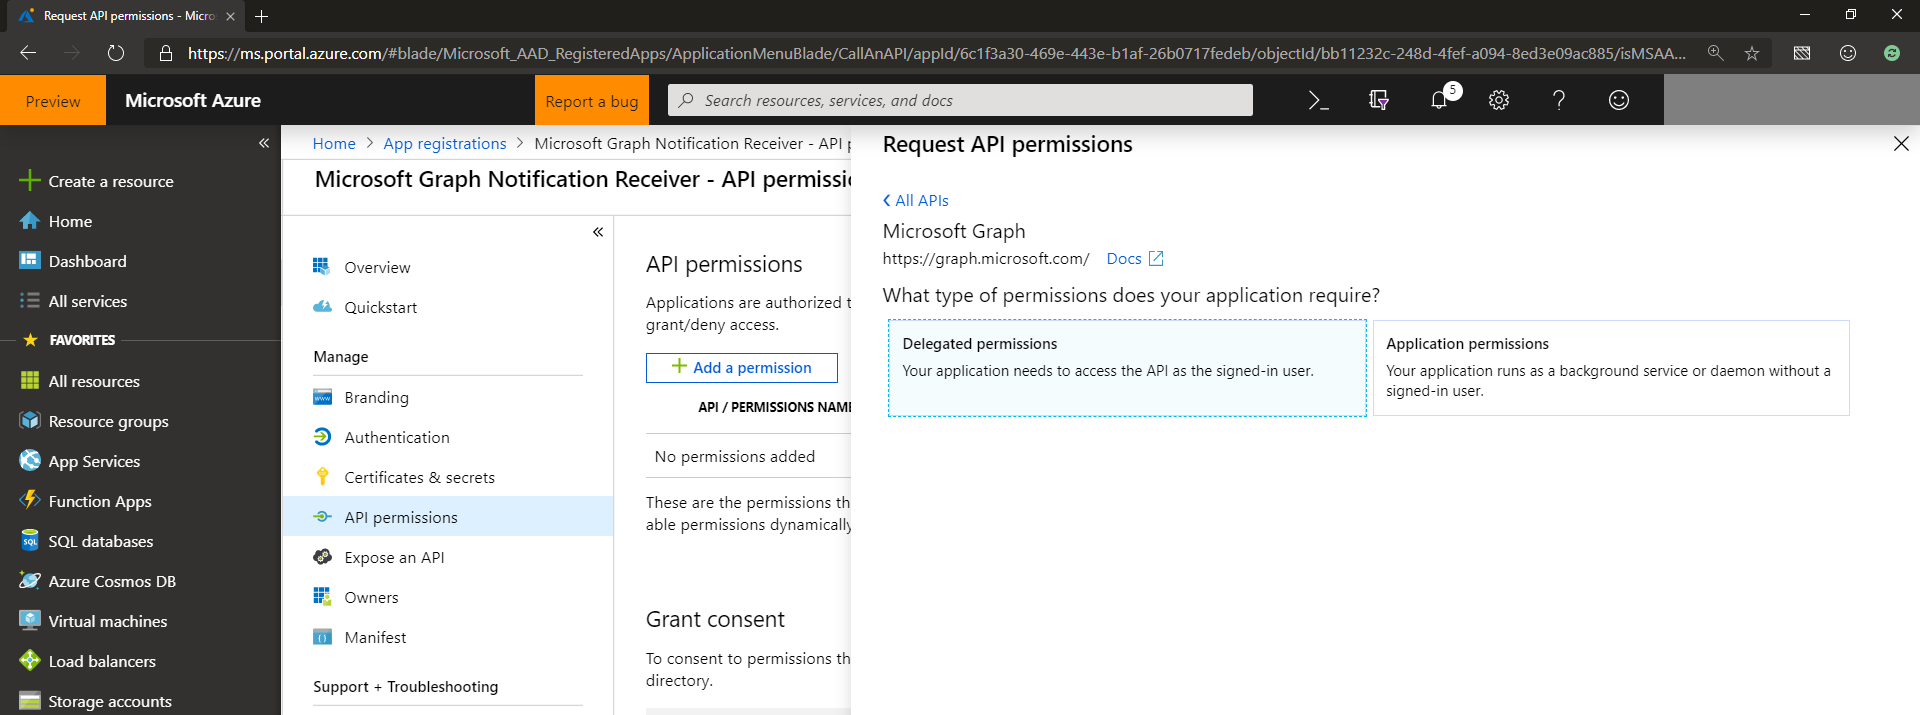 Request API permissions - Micro
https://ms.portal.azure.com/#blade/Microsoft_AAD_RegisteredApps/ApplicationMenuBlade/CallAnAPI/appId/6c1f3a30-469e-443e-b1af-26b0717fedeb/objectId/bb11232c-248d-4fef-a094-8ed3e09ac885/isMSAA...
Preview
Microsoft Azure
Report a bug
Search resources, services, and docs
5
Create a resource
Home
Dashboard
All services
FAVORITES
All resources
Resource groups
App Services
Function Apps
SQL
SQL databases
Azure Cosmos DB
Virtual machines
Load balancers
Storage accounts
Home > App registrations > Microsoft Graph Notification Receiver - API p
Microsoft Graph Notification Receiver - API permissio
Overview
Quickstart
Manage
www
Branding
Authentication
Certificates & secrets
API permissions
Expose an API
Owners
Manifest
Support + Troubleshooting
API permissions
Applications are authorized t
grant/deny access.
Add a permission
API / PERMISSIONS NAME
No permissions added
These are the permissions th
able permissions dynamically
Grant consent
To consent to permissions th
directory.
Request API permissions
All APIs
Microsoft Graph
https://graph.microsoft.com/ Docs
What type of permissions does your application require?
Delegated permissions
Your application needs to access the API as the signed-in user.
Application permissions
Your application runs as a background service or daemon without a
signed-in user.